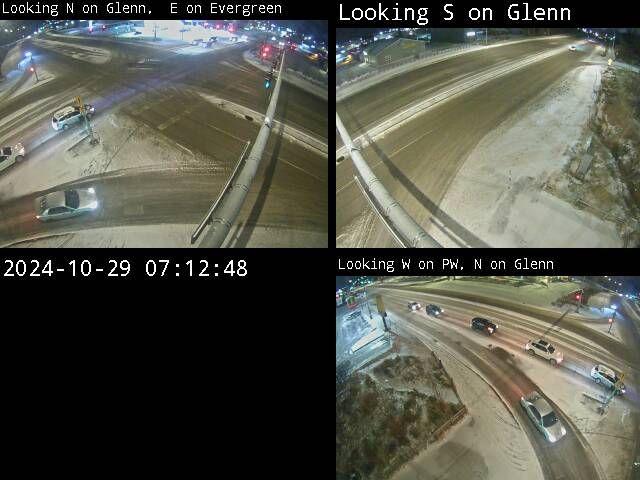 Looking N on Glenn,  E on Evergreen
Looking S on Glenn
2024-10-29 07:12:48
Looking W on PW, N on Glenn